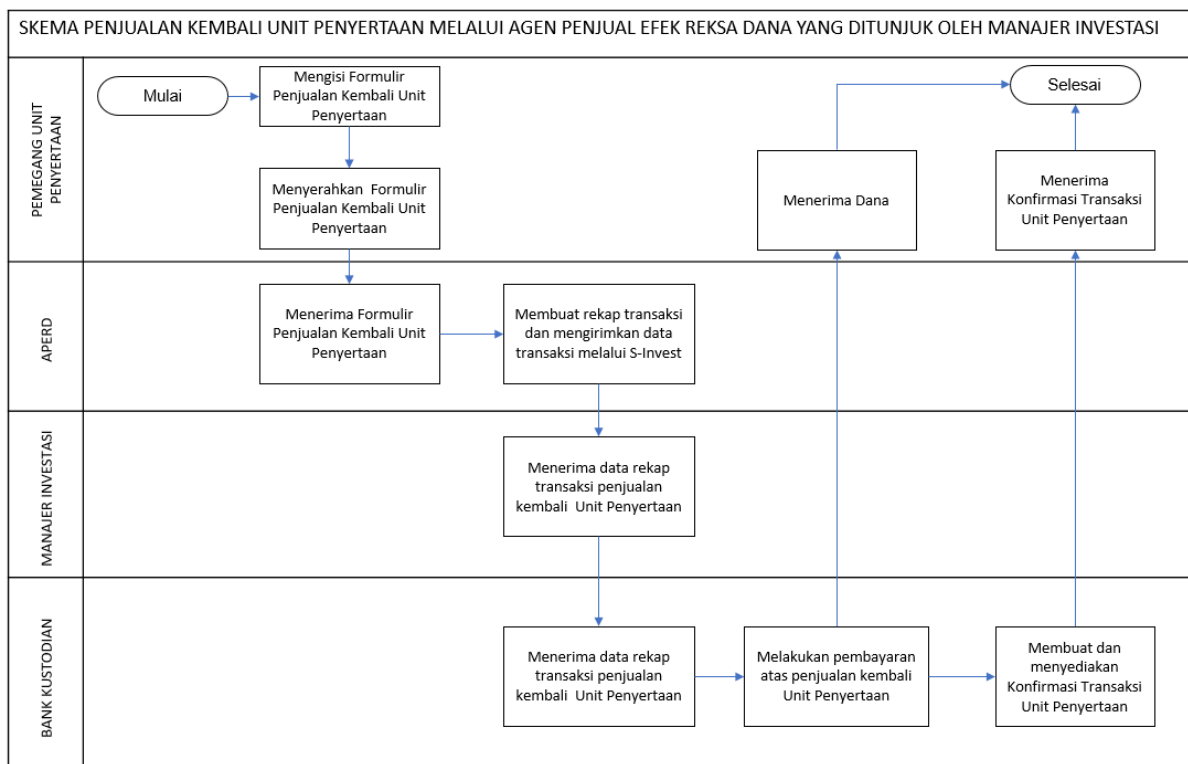 SKEMA PENJUALAN KEMBALI UNIT PENYERTAAN MELALUI AGEN PENJUAL EFEK REKSA DANA YANG DITUNJUK OLEH MANAJER INVESTASI
PEMEGANG UNIT
PENYERTAAN
Mulai
Mengisi Formulir
Penjualan Kembali Unit
Penyertaan
Selesai
Menyerahkan Formulir
Penjualan Kembali Unit
Penyertaan
Menerima Dana
Menerima
Konfirmasi Transaksi
Unit Penyertaan
APERD
Menerima Formulir
Penjualan Kembali Unit
Penyertaan
Membuat rekap transaksi
dan mengirimkan data
transaksi melalui S-Invest
MANAJER INVESTASI
Menerima data rekap
transaksi penjualan
kembali Unit Penyertaan
BANK KUSTODIAN
Menerima data rekap
transaksi penjualan
kembali Unit Penyertaan
Melakukan pembayaran
atas penjualan kembali
Unit Penyertaan
Membuat dan
menyediakan
Konfirmasi Transaksi
Unit Penyertaan